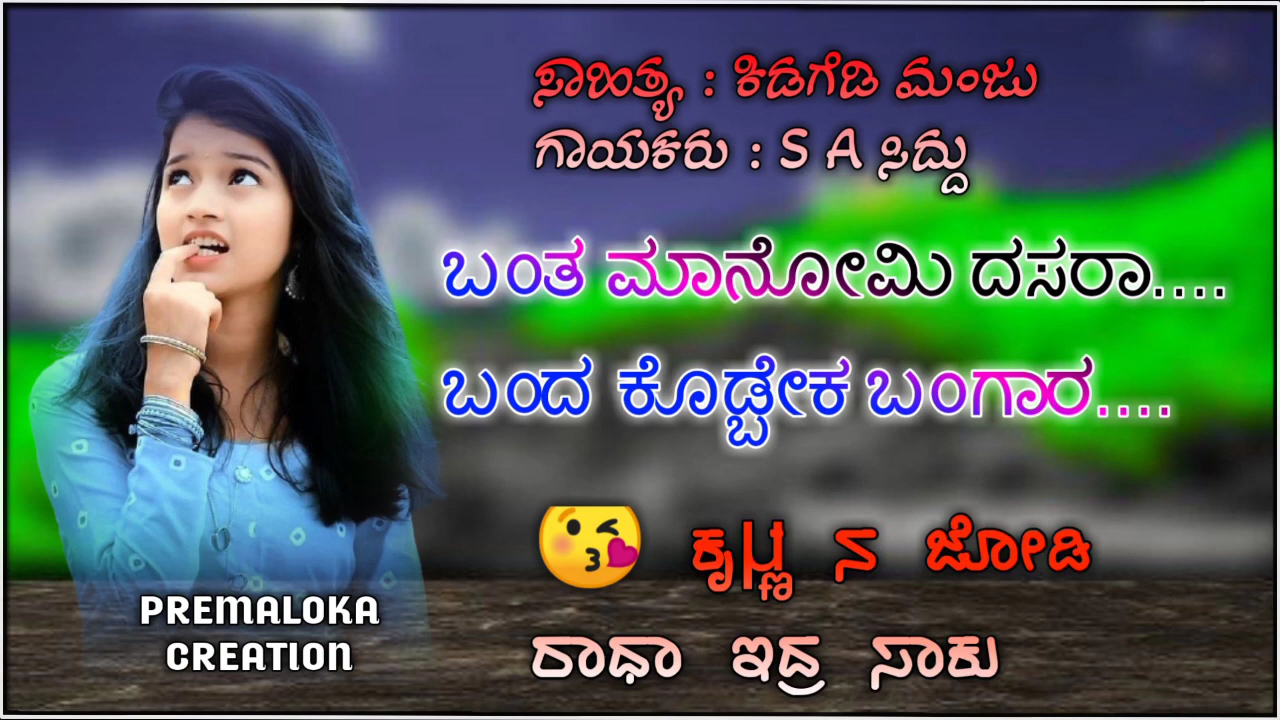 ಸಾಹಿತ್ಯ : ಕಿಡಗೆಡಿ ಮಂಜು
ಗಾಯಕರು : S A ಸಿದ್ದು
ಬಂತ ಮಾನೋಮಿ ದಸರಾ....
ಬಂದ ಕೊಡ್ಬೇಕ ಬಂಗಾರ....
😘 ಕೃಷ್ಣ ನ ಜೋಡಿ
ರಾಧಾ ಇದ್ರ ಸಾಕು
PREMALOKA
CREATION